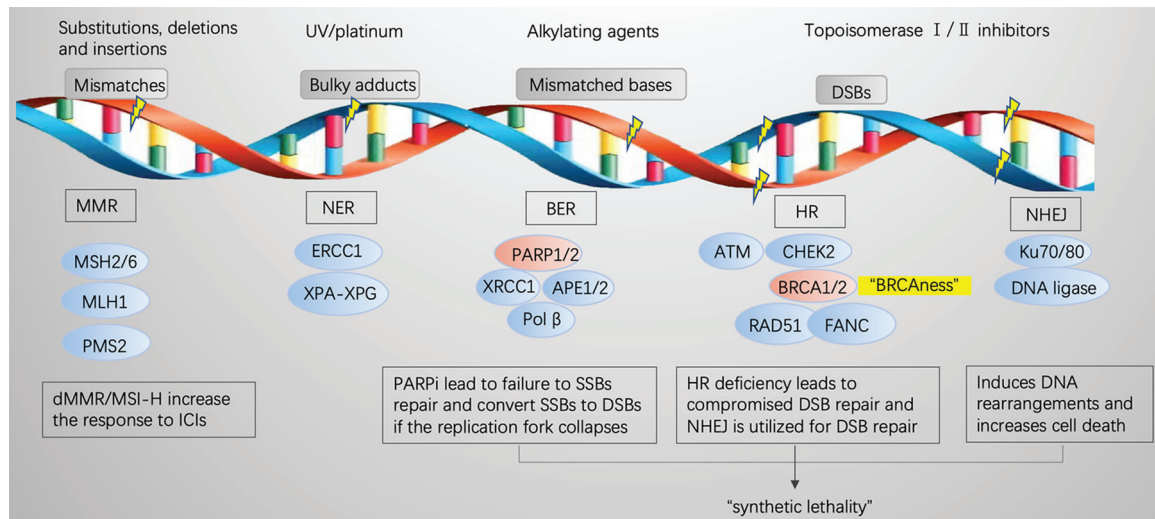 Substitutions, deletions
and insertions
UV/platinum
Alkylating agents
Topoisomerase Ⅰ/Ⅱ inhibitors
Mismatches
Bulky adducts
Mismatched bases
DSBs
MMR
NER
BER
HR
NHEJ
MSH2/6
MLH1
PMS2
ERCC1
XPA-XPG
PARP1/2
XRCC1
APE1/2
Pol β
ATM
CHEK2
BRCA1/2
“BRCAness”
RAD51
FANC
Ku70/80
DNA ligase
dMMR/MSI-H increase
the response to ICIs
PARPi lead to failure to SSBs
repair and convert SSBs to DSBs
if the replication fork collapses
HR deficiency leads to
compromised DSB repair and
NHEJ is utilized for DSB repair
Induces DNA
rearrangements and
increases cell death
“synthetic lethality”